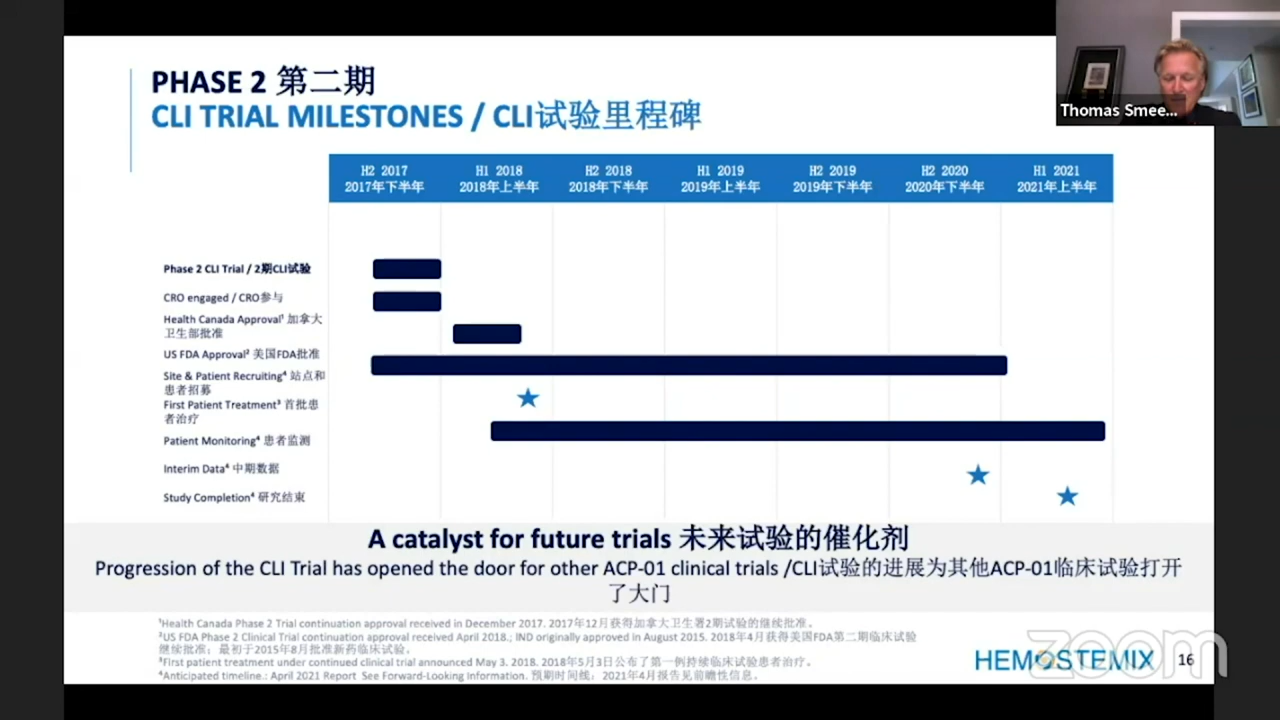 PHASE 2 第二期
CLI TRIAL MILESTONES / CLI试验里程碑
Thomas Smee...
H2 2017
2017年下半年
H1 2018
2018年上半年
H2 2018
2018年下半年
H1 2019
2019年上半年
H2 2019
2019年下半年
H2 2020
2020年下半年
H1 2021
2021年上半年
Phase 2 CLI Trial / 2期CLI试验
CRO engaged / CRO参与
Health Canada Approval¹ 加拿大
卫生部批准
US FDA Approval² 美国FDA批准
Site & Patient Recruiting⁴ 站点和
患者招募
First Patient Treatment³ 首批患
者治疗
Patient Monitoring⁴ 患者监测
Interim Data⁴ 中期数据
Study Completion⁴ 研究结束
A catalyst for future trials 未来试验的催化剂
Progression of the CLI Trial has opened the door for other ACP-01 clinical trials /CLI试验的进展为其他ACP-01临床试验打开
了大门
¹Health Canada Phase 2 Trial continuation approval received in December 2017. 2017年12月获得加拿大卫生署2期试验的继续批准。
²US FDA Phase 2 Clinical Trial continuation approval received April 2018.; IND originally approved in August 2015. 2018年4月获得美国FDA第二期临床试验
继续批准；最初于2015年8月批准新药临床试验。
³First patient treatment under continued clinical trial announced May 3. 2018. 2018年5月3日公布了第一例持续临床试验患者治疗。
⁴Anticipated timeline.: April 2021 Report See Forward-Looking Information. 预期时间线：2021年4月报告见前瞻性信息。
HEMOSTEMIX
16
zoom